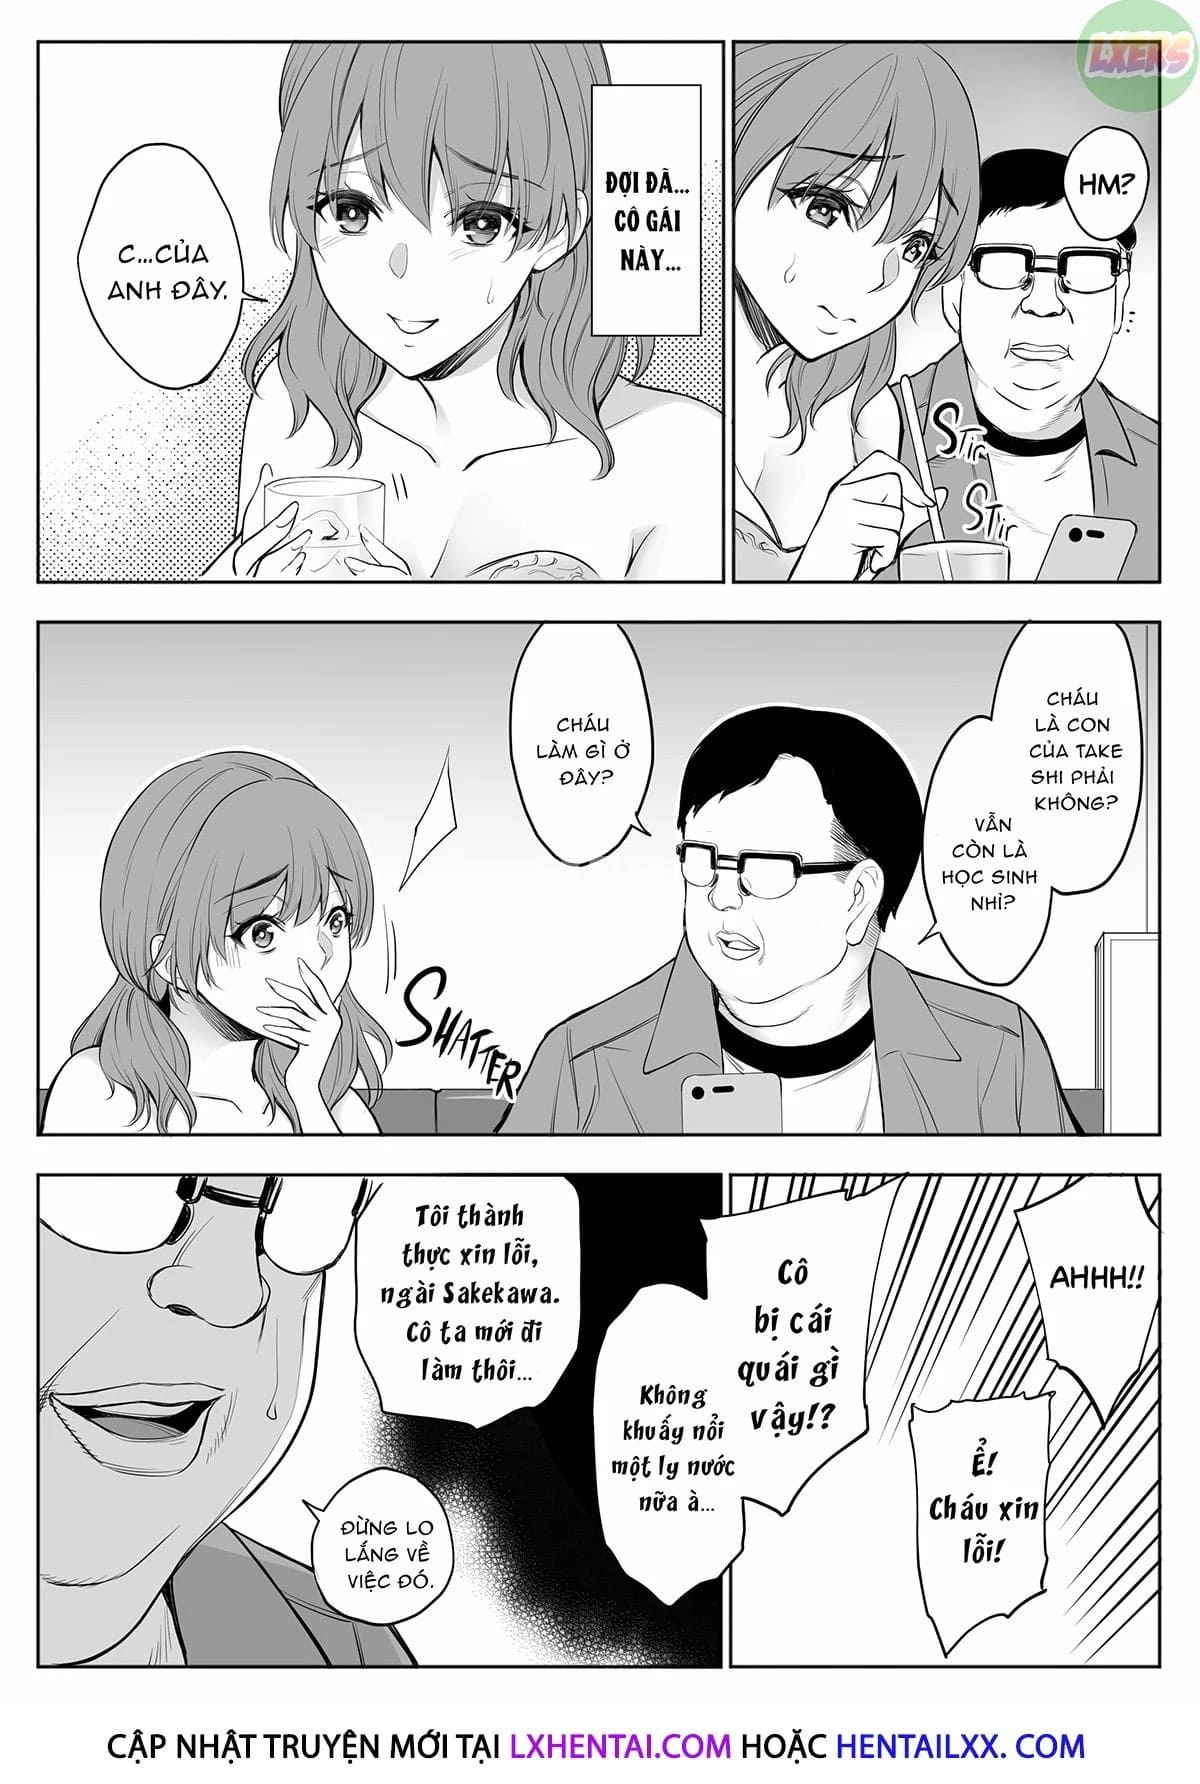 LXERS
HM?
STIR
STIR
ĐỢI ĐÃ...
CÔ GÁI
NÀY...
C...CỦA
ANH ĐÂY.
CHÁU
LÀ CON
CỦA TAKE
SHI PHẢI
KHÔNG?
VẪN
CÒN LÀ
HỌC SINH
NHỈ?
CHÁU
LÀM GÌ Ở
ĐÂY?
SHATTER
AHHH!!
Ể!
Cháu xin
lỗi!
Cô
bị cái
quái gì
vậy!?
Không
khuấy nổi
một ly nước
nữa à...
Tôi thành
thực xin lỗi,
ngài Sakekawa.
Cô ta mới đi
làm thôi...
ĐỪNG LO
LẮNG VỀ
VIỆC ĐÓ.
CẬP NHẬT TRUYỆN MỚI TẠI LXHENTAI.COM HOẶC HENTAILXX. COM